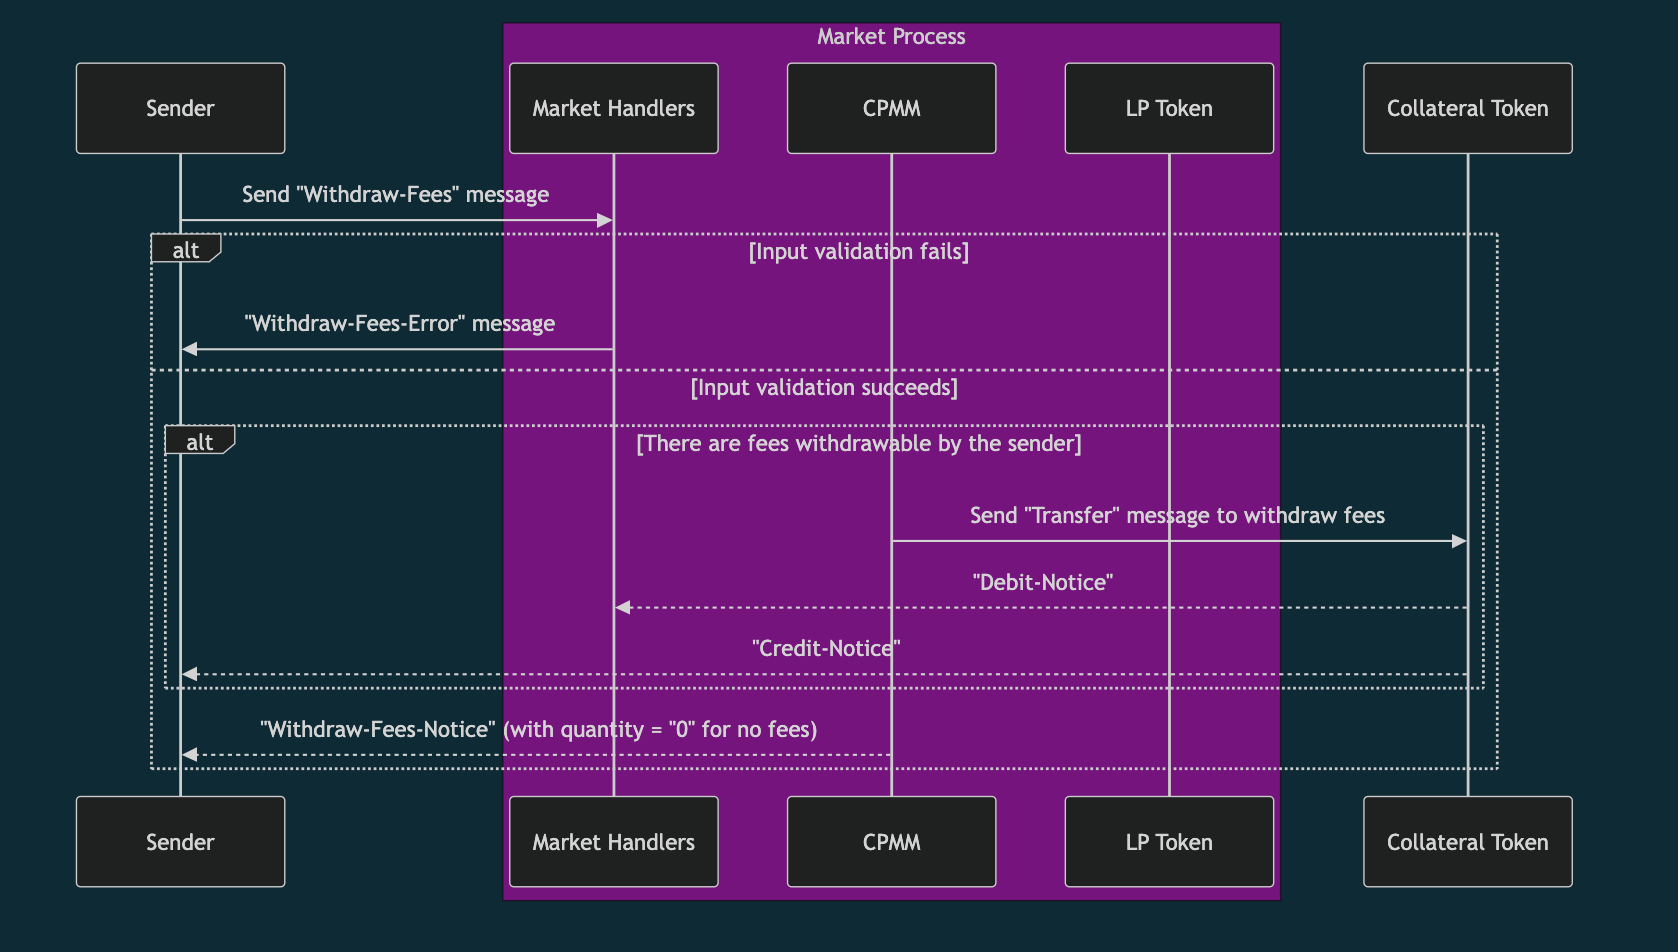 Market Process
Sender
Market Handlers
CPMM
LP Token
Collateral Token
Send "Withdraw-Fees" message
alt
[Input validation fails]
"Withdraw-Fees-Error" message
[Input validation succeeds]
alt
[There are fees withdrawable by the sender]
Send "Transfer" message to withdraw fees
"Debit-Notice"
"Credit-Notice"
"Withdraw-Fees-Notice" (with quantity = "0" for no fees)
Sender
Market Handlers
CPMM
LP Token
Collateral Token